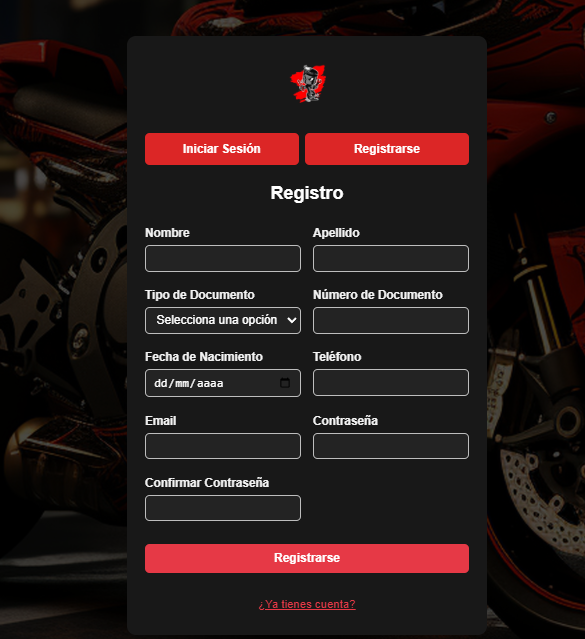 Iniciar Sesión Registrarse
Registro
Nombre Apellido
Tipo de Documento Número de Documento
Selecciona una opción
Fecha de Nacimiento Teléfono
dd/mm/aaaa
Email Contraseña
Confirmar Contraseña
Registrarse
¿Ya tienes cuenta?